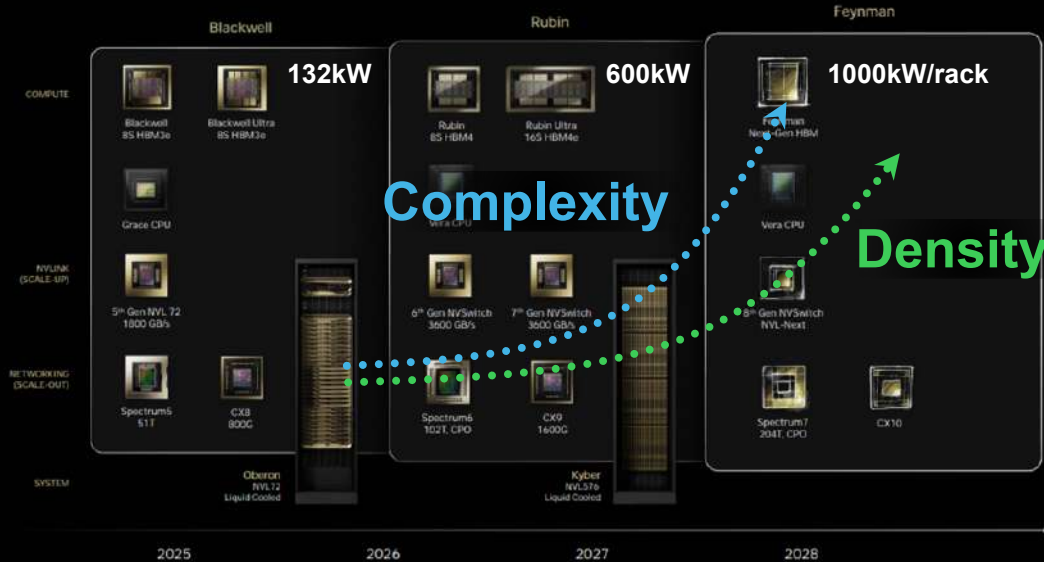 Blackwell
Rubin
Feynman
132kW
600kW
1000kW/rack
COMPUTE
Blackwell
8S HBM3e
Blackwell Ultra
8S HBM3e
Rubin
8S HBM4
Rubin Ultra
16S HBM4e
Feynman
Next-Gen HBM
Complexity
Density
Grace CPU
Vera CPU
Vera CPU
NVLINK
(SCALE-UP)
5th Gen NVL 72
1800 GB/s
6th Gen NVSwitch
3600 GB/s
7th Gen NVSwitch
3600 GB/s
8th Gen NVSwitch
NVL-Next
NETWORKING
(SCALE-OUT)
Spectrum5
51T
CX8
800G
Spectrum6
102T, CPO
CX9
1600G
Spectrum7
204T, CPO
CX10
SYSTEM
Oberon
NVL72
Liquid Cooled
Kyber
NVL576
Liquid Cooled
2025
2026
2027
2028